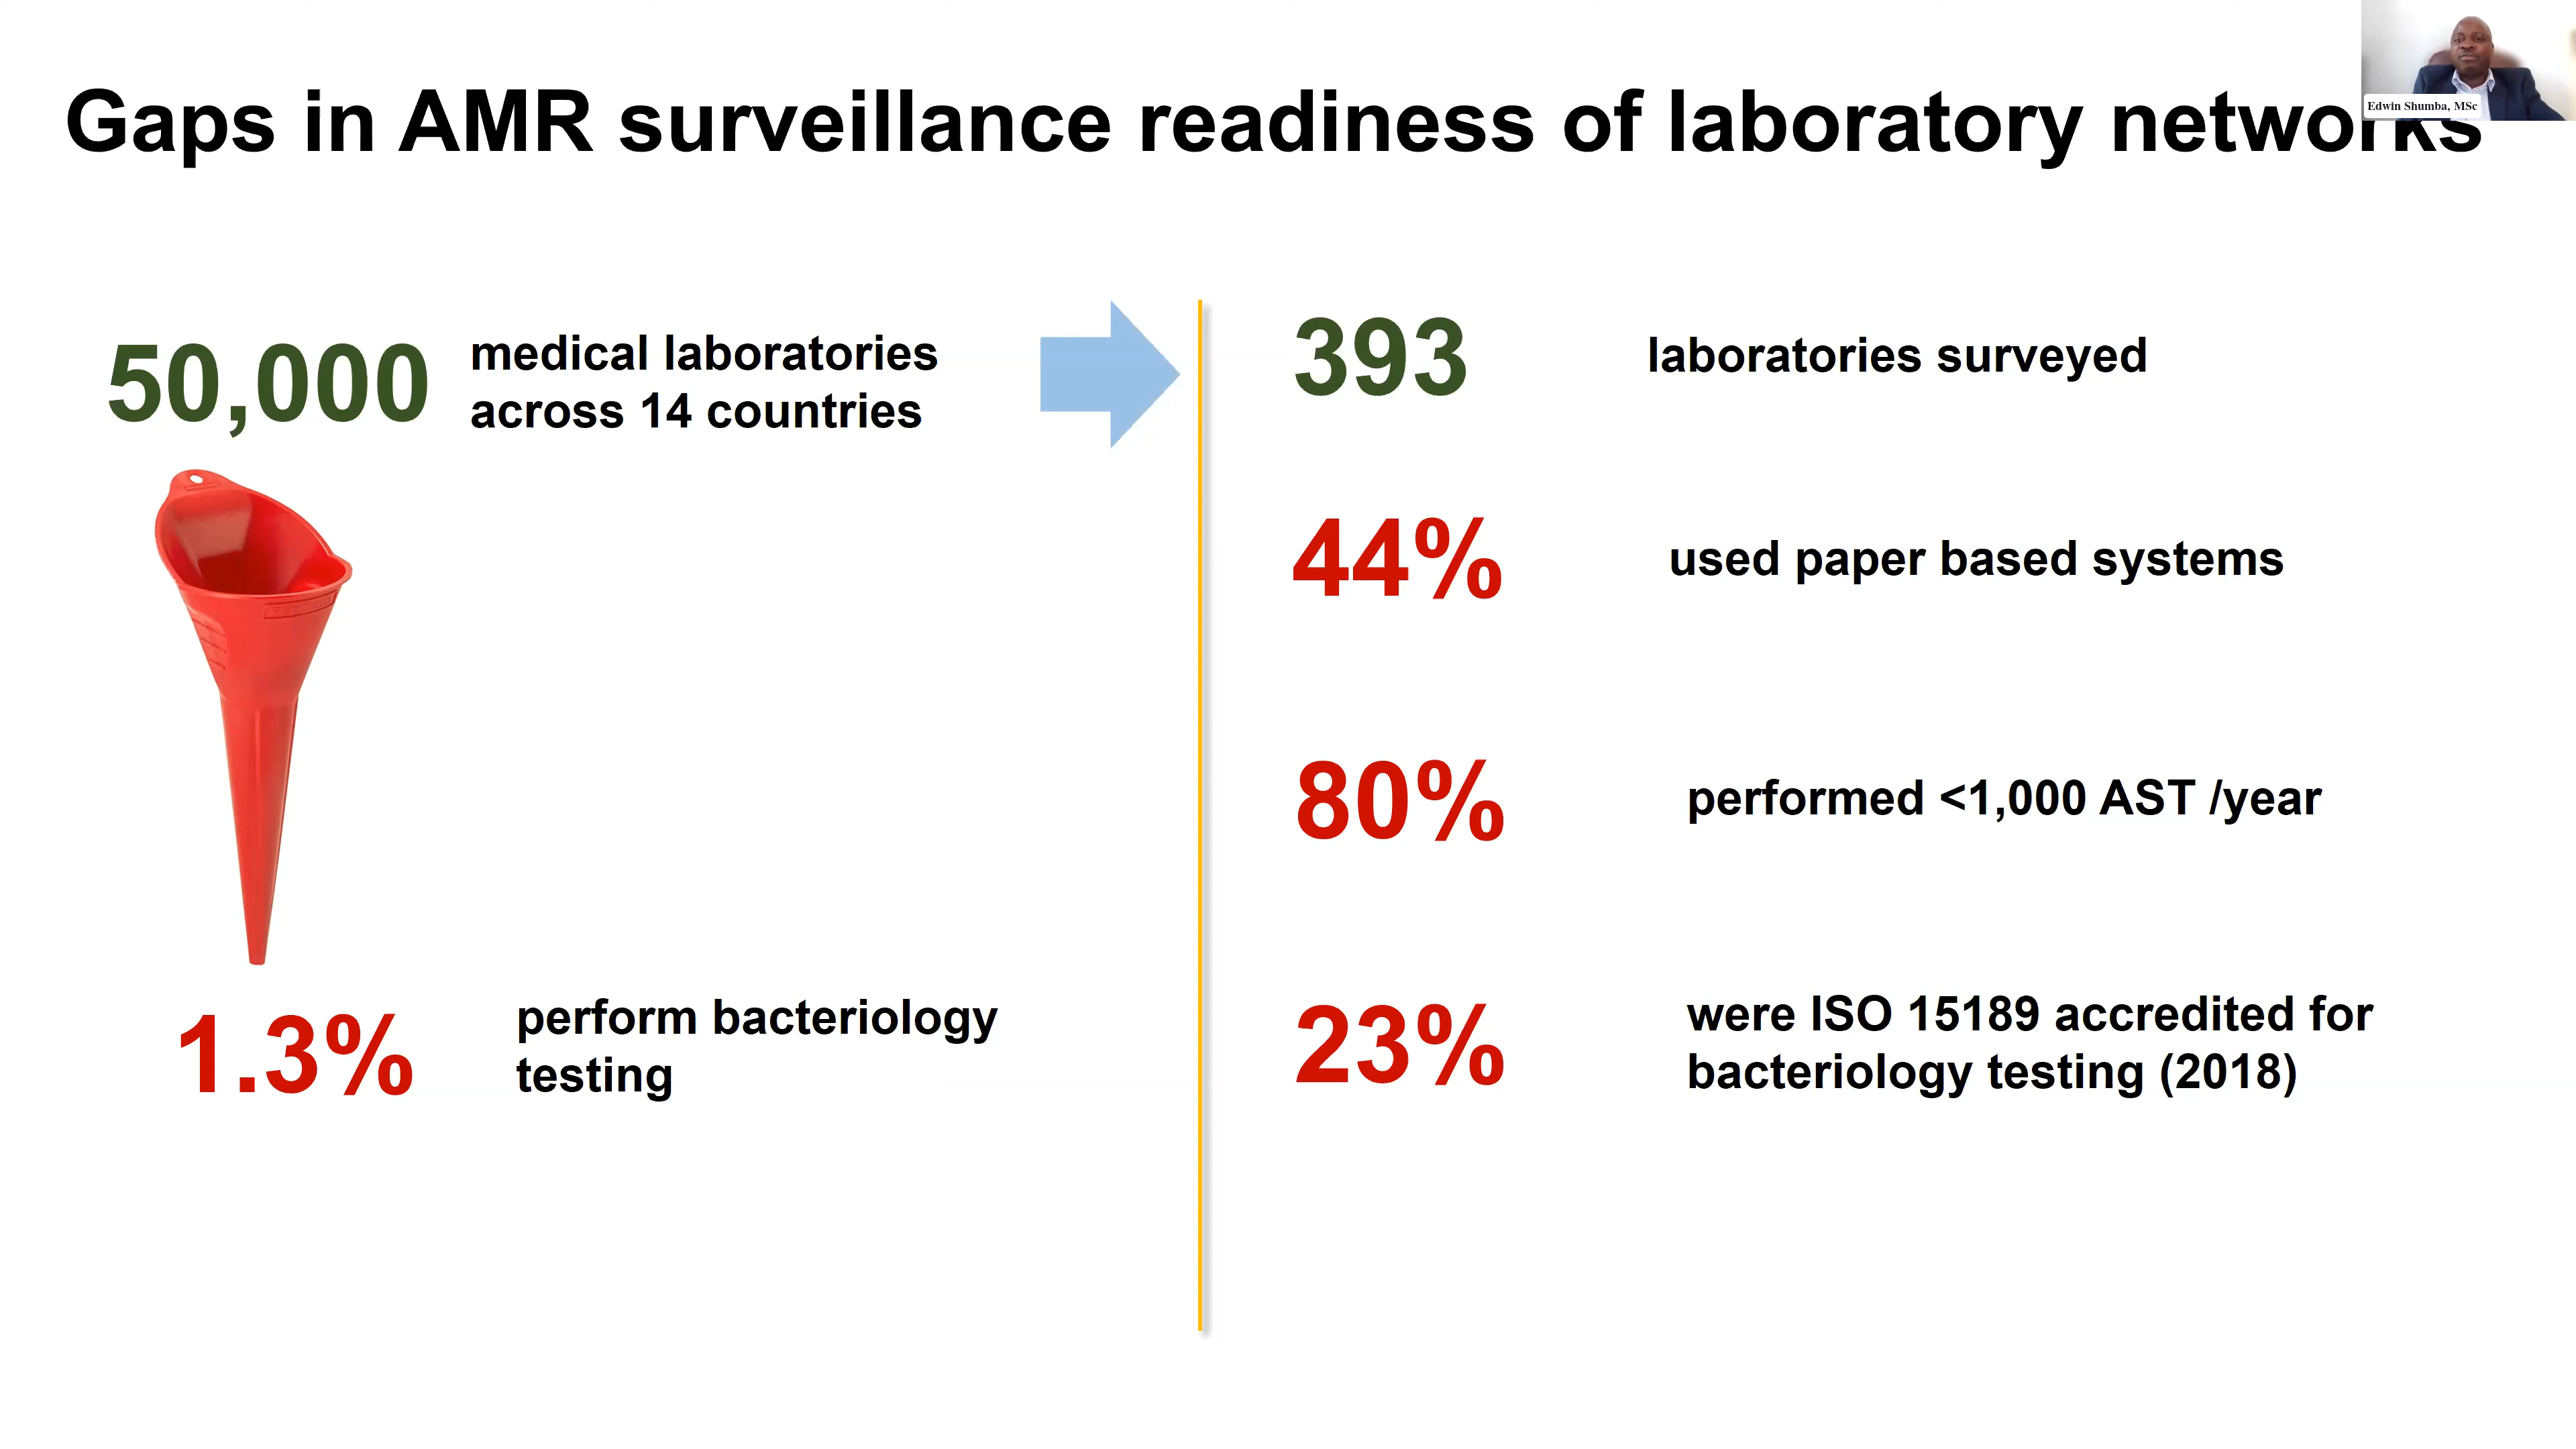 Gaps in AMR surveillance readiness of laboratory networks
Edwin Shumba, MSc
50,000
medical laboratories
across 14 countries
1.3%
perform bacteriology
testing
393
laboratories surveyed
44%
used paper based systems
80%
performed <1,000 AST /year
23%
were ISO 15189 accredited for
bacteriology testing (2018)